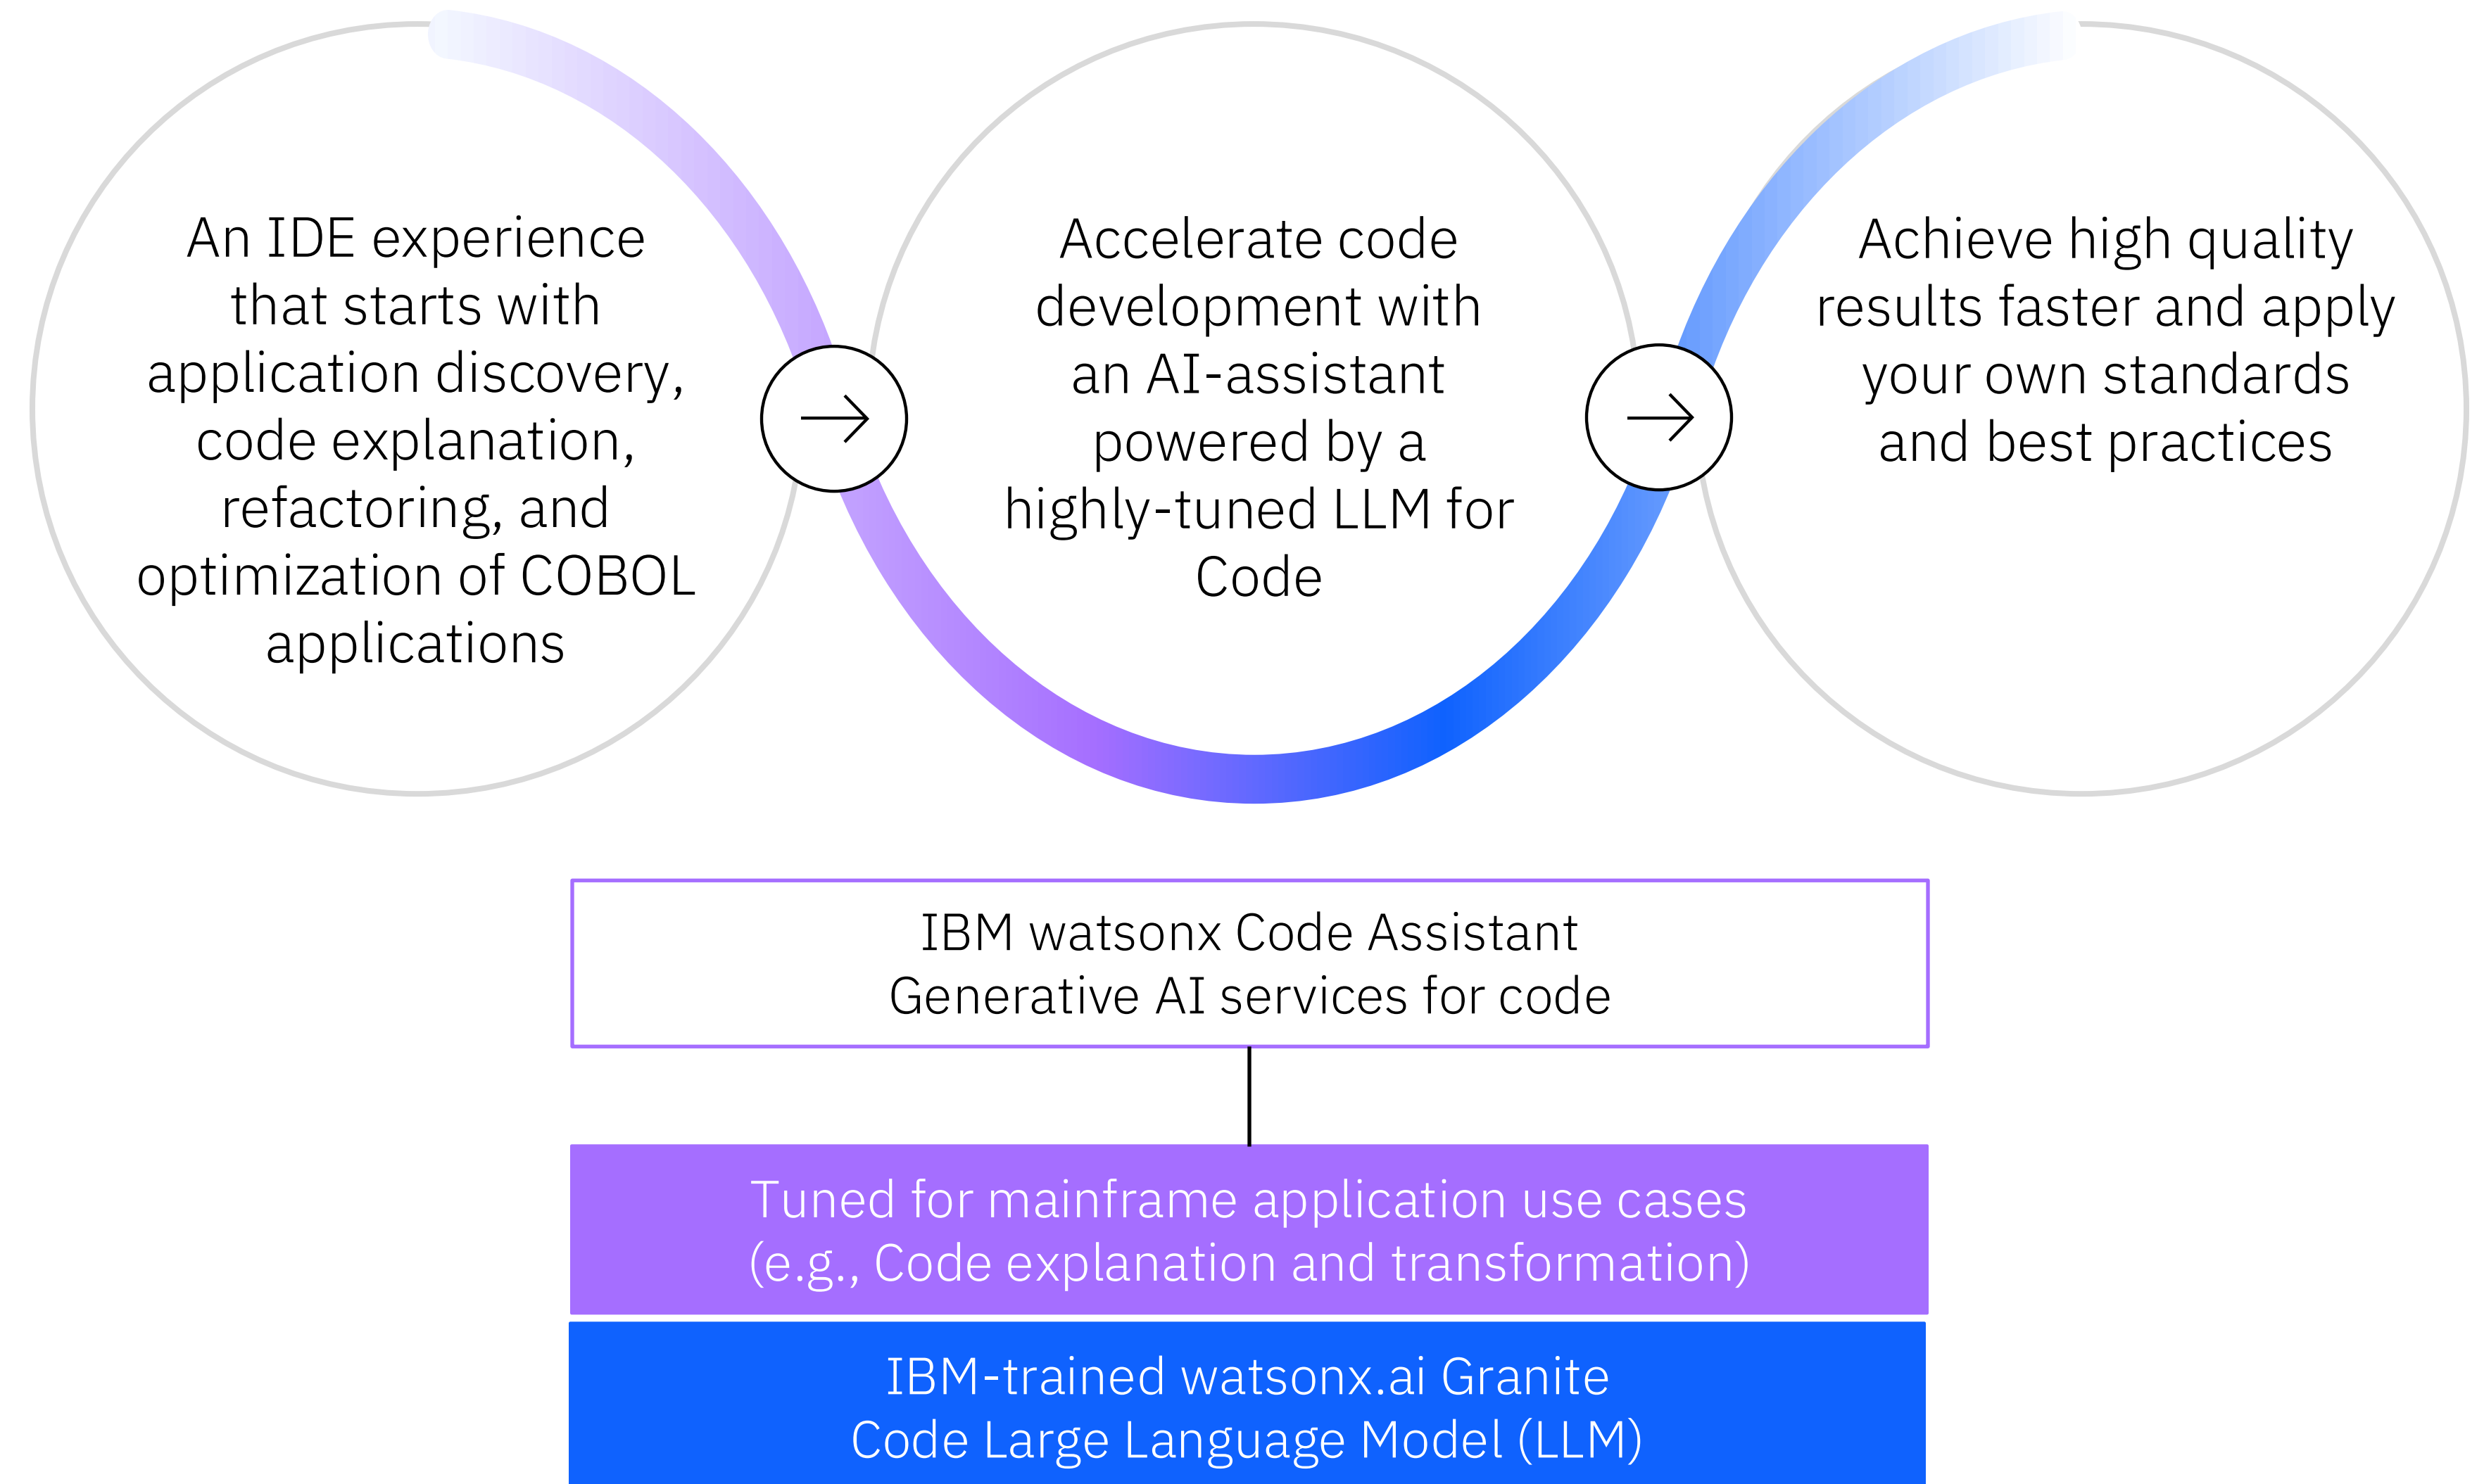 An IDE experience
that starts with
application discovery,
code explanation,
refactoring, and
optimization of COBOL
applications
Accelerate code
development with
an AI-assistant
powered by a
highly-tuned LLM for
Code
Achieve high quality
results faster and apply
your own standards
and best practices
IBM watsonx Code Assistant
Generative AI services for code
Tuned for mainframe application use cases
(e.g., Code explanation and transformation)
IBM-trained watsonx.ai Granite
Code Large Language Model (LLM)